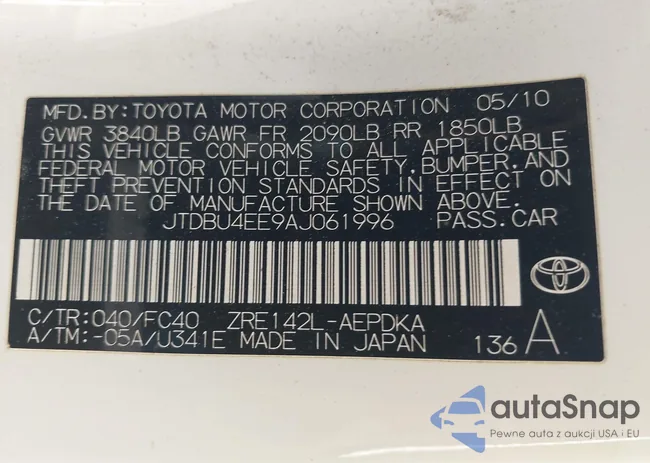 MFD. BY: TOYOTA MOTOR CORPORATION 05/10
GVWR 3840LB GAWR FR 2090LB RR 1850LB
THIS VEHICLE CONFORMS TO ALL APPLICABLE
FEDERAL MOTOR VEHICLE SAFETY, BUMPER, AND
THEFT PREVENTION STANDARDS IN EFFECT ON
THE DATE OF MANUFACTURE SHOWN ABOVE.
JTDBU4EE9AJ061996 PASS. CAR
C/TR: 040/FC40 ZRE142L-AEPDKA
A/TM: -05A/U341E MADE IN JAPAN 136 A
autaSnap
Pewne auta z aukcji USA i EU